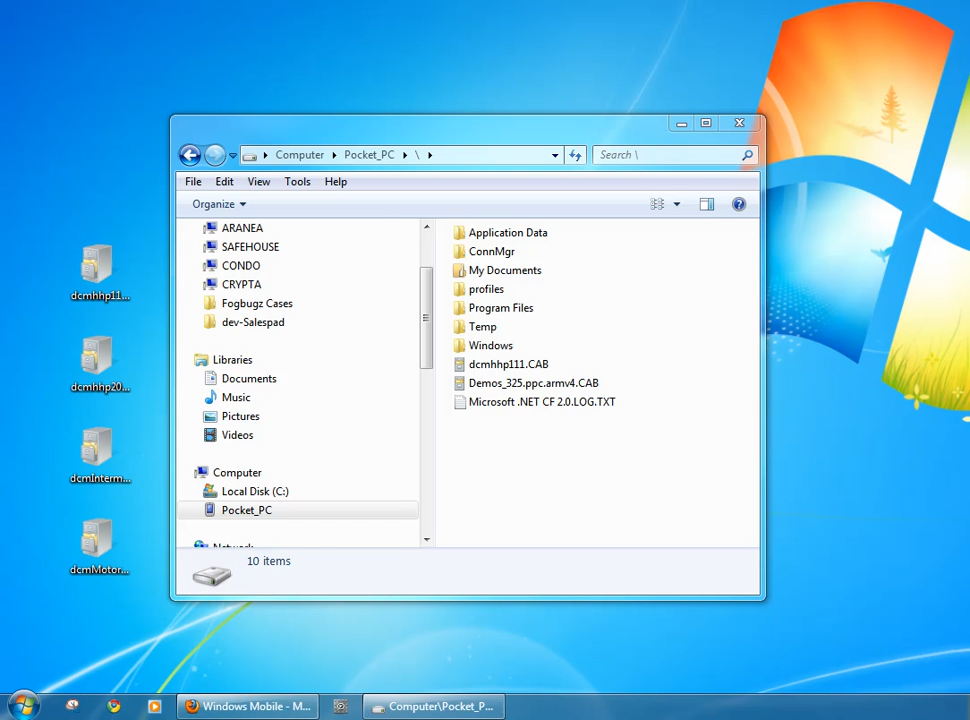 Computer Pocket_PC \
Search \
File Edit View Tools Help
Organize
ARANEA
SAFEHOUSE
CONDO
CRYPTA
Fogbugz Cases
dev-Salespad
Libraries
Documents
Music
Pictures
Videos
Computer
Local Disk (C:)
Pocket_PC
Application Data
ConnMgr
My Documents
profiles
Program Files
Temp
Windows
dcmhhp111.CAB
Demos_325.ppc.armv4.CAB
Microsoft .NET CF 2.0.LOG.TXT
10 items
dcmhhp11...
dcmhhp20...
dcmInterm...
dcmMotor...
Windows Mobile - M...
Computer\Pocket_P...